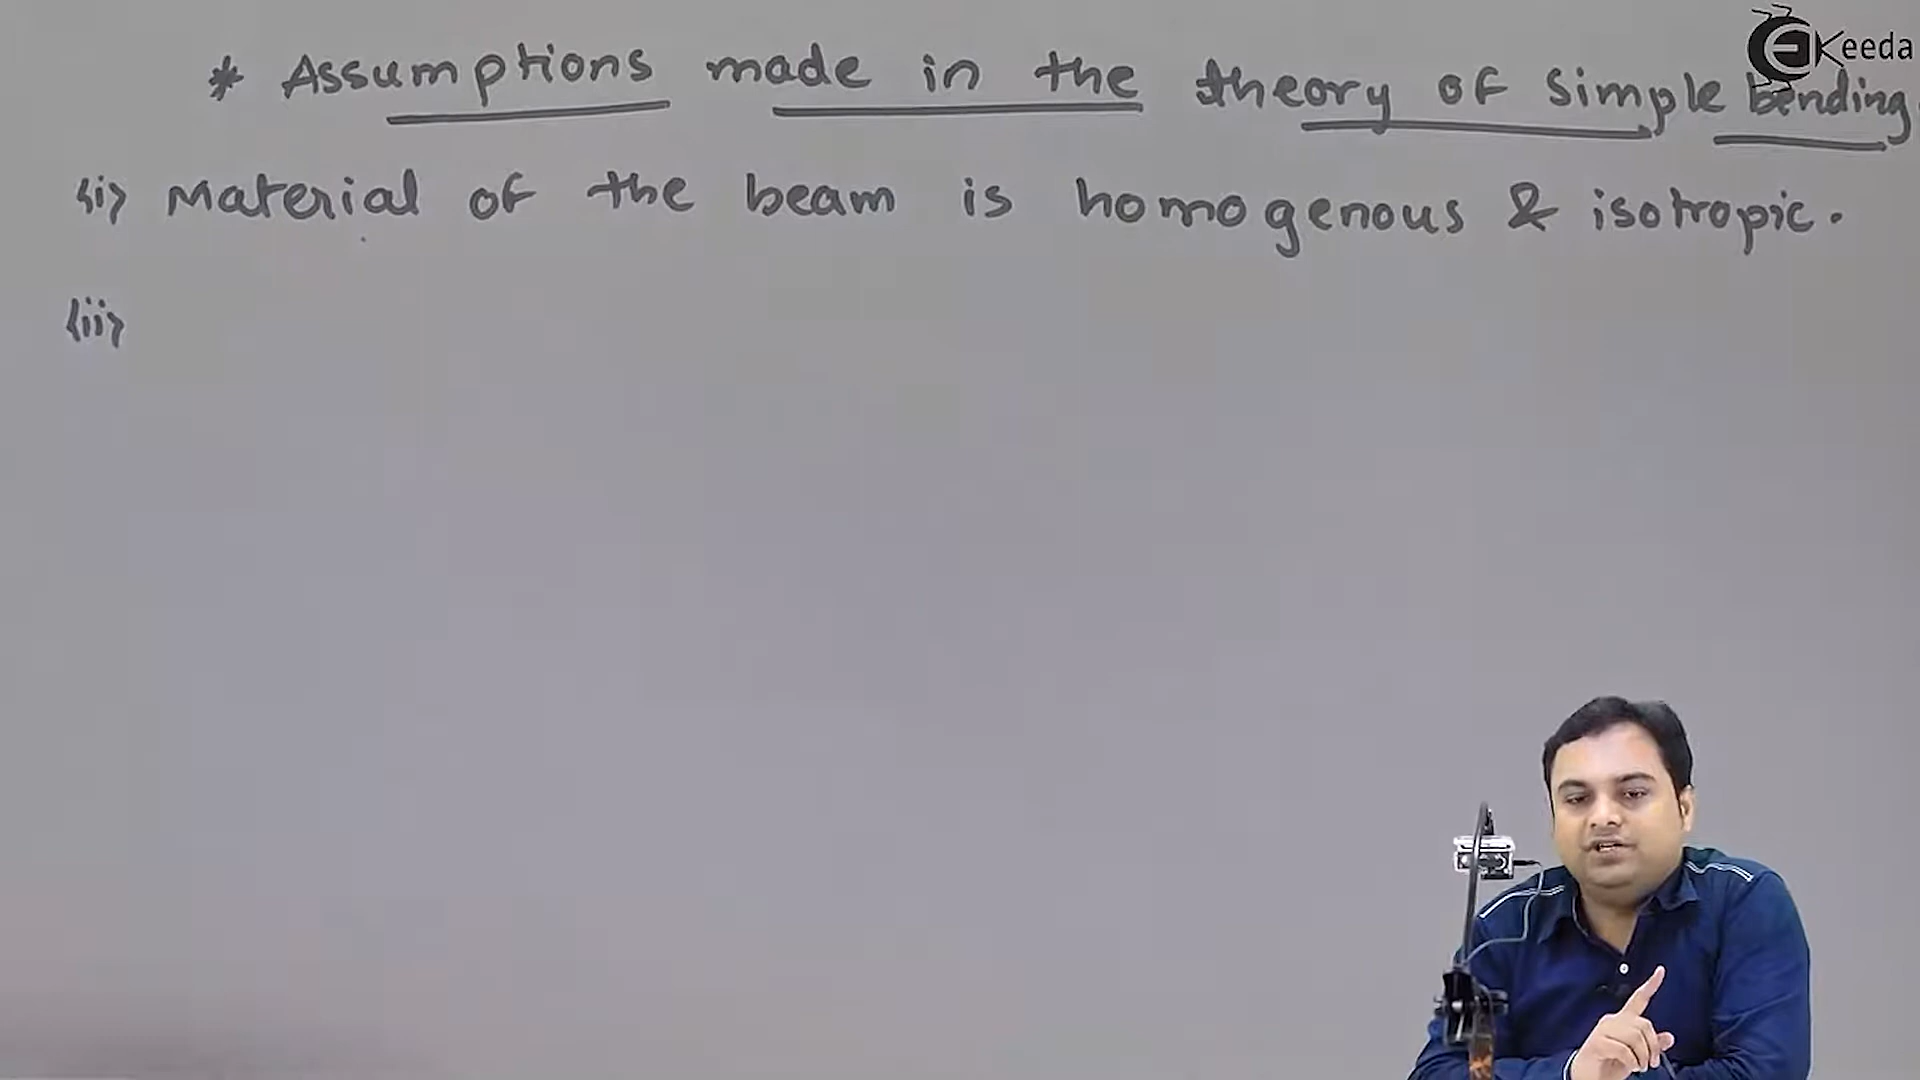 EKeeda
* Assumptions made in the theory of simple bending.
(i) Material of the beam is homogenous & isotropic.
(ii)